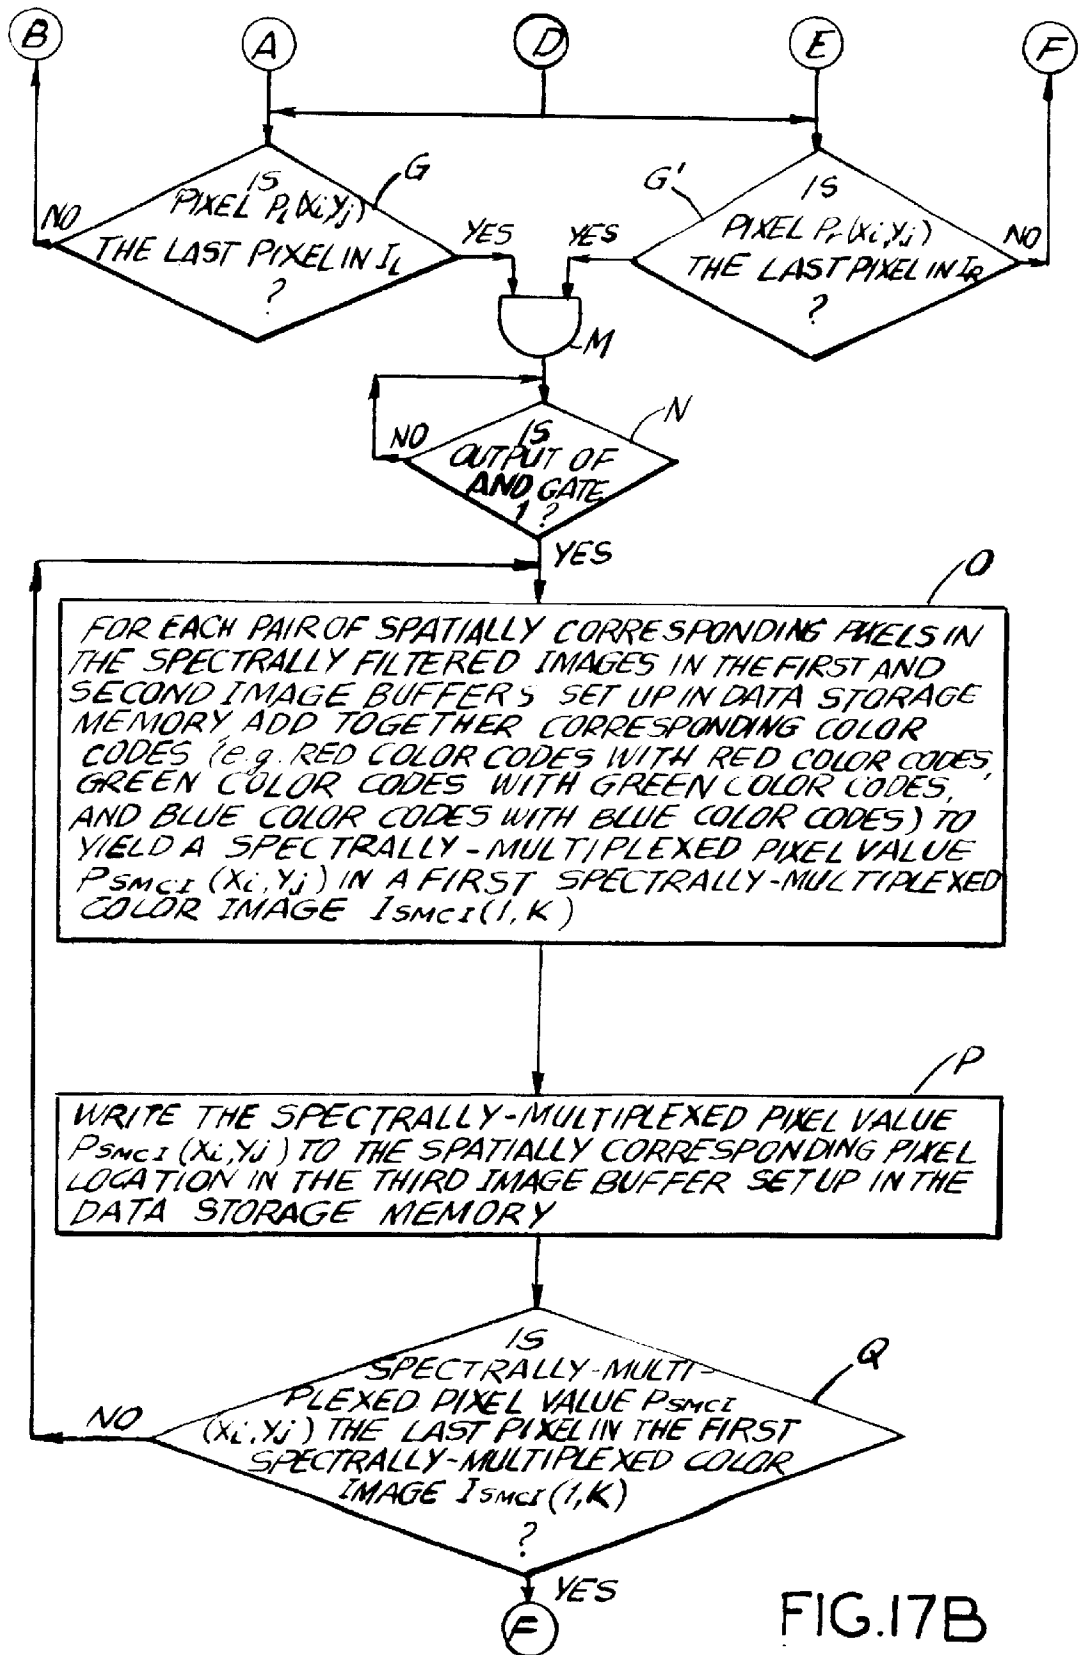 B
A
D
E
F
G
IS
PIXEL Pl(Xi,Yj)
THE LAST PIXEL IN IL
?
NO
YES
G'
IS
PIXEL Pr(Xi,Yj)
THE LAST PIXEL IN IR
?
YES
NO
M
N
IS
OUTPUT OF
AND GATE
1 ?
NO
YES
O
FOR EACH PAIR OF SPATIALLY CORRESPONDING PIXELS IN
THE SPECTRALLY FILTERED IMAGES IN THE FIRST AND
SECOND IMAGE BUFFERS SET UP IN DATA STORAGE
MEMORY, ADD TOGETHER CORRESPONDING COLOR
CODES (e.g. RED COLOR CODES WITH RED COLOR CODES,
GREEN COLOR CODES WITH GREEN COLOR CODES,
AND BLUE COLOR CODES WITH BLUE COLOR CODES) TO
YIELD A SPECTRALLY-MULTIPLEXED PIXEL VALUE
PSMCI (Xi,Yj) IN A FIRST SPECTRALLY-MULTIPLEXED
COLOR IMAGE ISMCI(1,K)
P
WRITE THE SPECTRALLY-MULTIPLEXED PIXEL VALUE
PSMCI (Xi,Yj) TO THE SPATIALLY CORRESPONDING PIXEL
LOCATION IN THE THIRD IMAGE BUFFER SET UP IN THE
DATA STORAGE MEMORY
Q
IS
SPECTRALLY-MULTI-
PLEXED PIXEL VALUE PSMCI
(Xi,Yj) THE LAST PIXEL IN THE FIRST
SPECTRALLY-MULTIPLEXED COLOR
IMAGE ISMCI(1,K)
?
NO
YES
F
FIG.17B